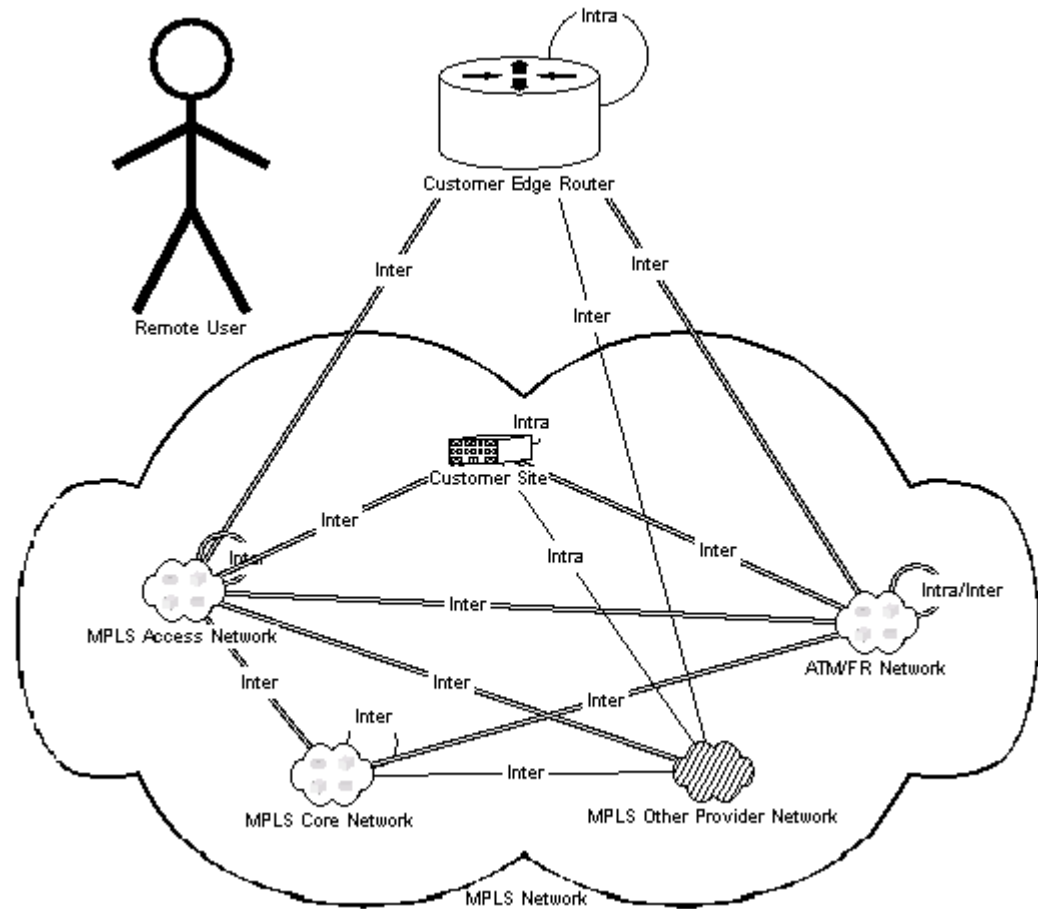 Intra
Customer Edge Router
Inter
Inter
Inter
Remote User
Intra
Customer Site
Inter
Inter
Intra
Inter
Intra/Inter
Inter
MPLS Access Network
ATM/FR Network
Inter
Inter
Inter
Inter
Inter
MPLS Core Network
MPLS Other Provider Network
MPLS Network